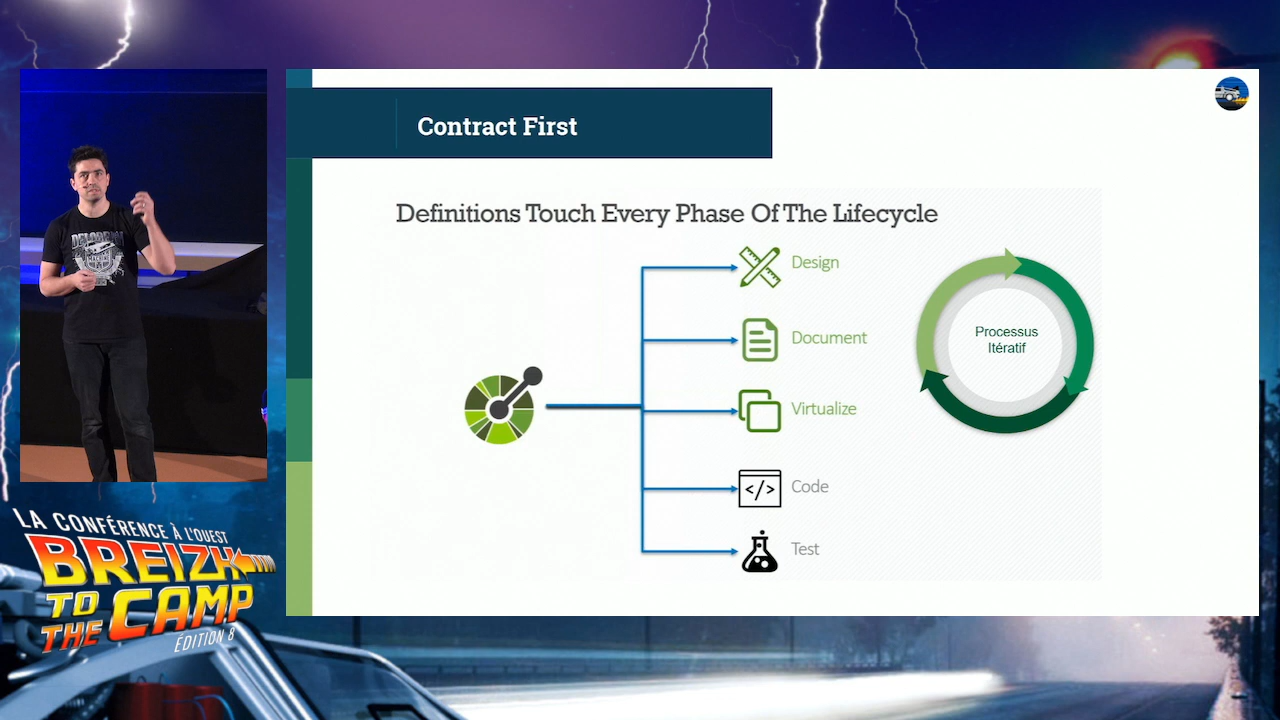 Contract First
Definitions Touch Every Phase Of The Lifecycle
Design
Document
Virtualize
</>
Code
Test
Processus
Itératif
LA CONFÉRENCE À L'OUEST
BREIZH
TO
THE CAMP
ÉDITION 8